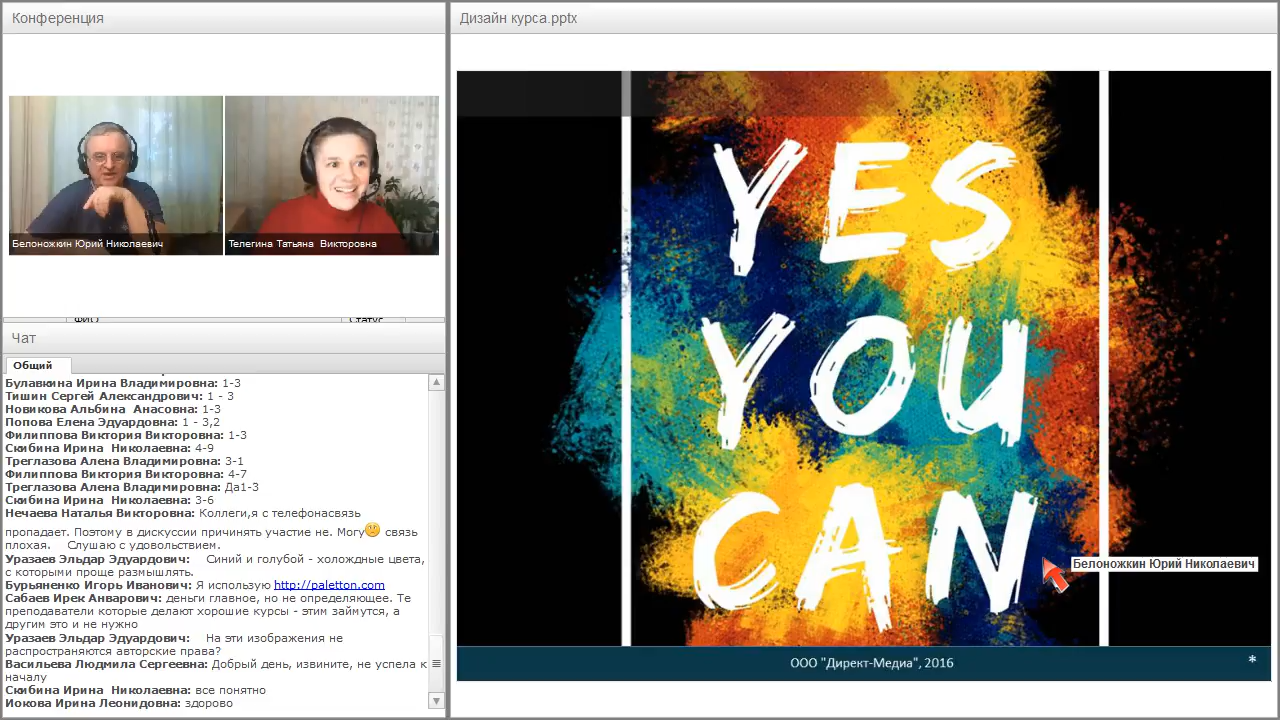 Конференция
Белоножкин Юрий Николаевич
Телегина Татьяна Викторовна
ФИО
Статус
Чат
Общий
Булавкина Ирина Владимировна: 1-3
Тишин Сергей Александрович: 1 - 3
Новикова Альбина Анасовна: 1-3
Попова Елена Эдуардовна: 1 - 3,2
Филиппова Виктория Викторовна: 1-3
Скибина Ирина Николаевна: 4-9
Треглазова Алена Владимировна: 3-1
Филиппова Виктория Викторовна: 4-7
Треглазова Алена Владимировна: Да1-3
Скибина Ирина Николаевна: 3-6
Нечаева Наталья Викторовна: Коллеги,я с телефонасвязь
пропадает. Поэтому в дискуссии причинять участие не. Могу связь
плохая. Слушаю с удовольствием.
Уразаев Эльдар Эдуардович: Синий и голубой - холождные цвета,
с которыми проще размышлять.
Бурьяненко Игорь Иванович: Я использую http://paletton.com
Сабаев Ирек Анварович: деньги главное, но не определяющее. Те
преподаватели которые делают хорошие курсы - этим займутся, а
другим это и не нужно
Уразаев Эльдар Эдуардович: На эти изображения не
распространяются авторские права?
Васильева Людмила Сергеевна: Добрый день, извините, не успела к
началу
Скибина Ирина Николаевна: все понятно
Иокова Ирина Леонидовна: здорово
Дизайн курса.pptx
YES
YOU
CAN
Белоножкин Юрий Николаевич
ООО "Директ-Медиа", 2016
*